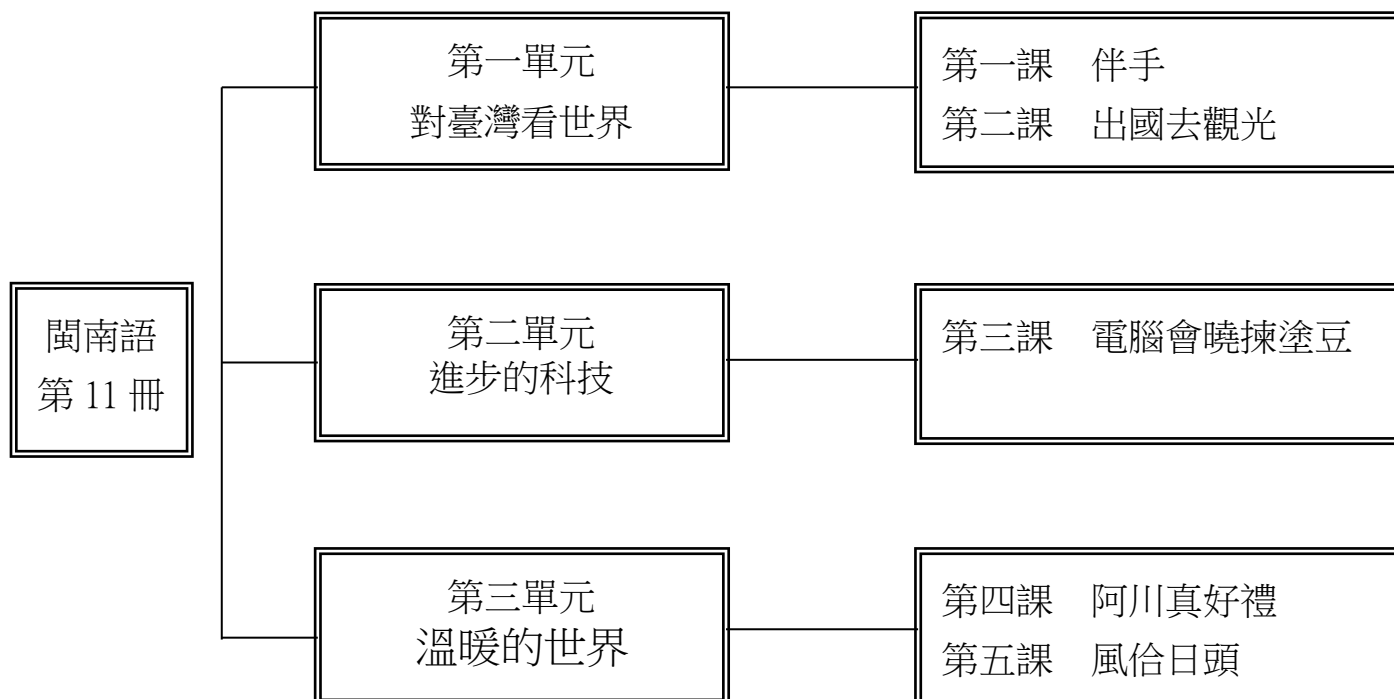 閩南語
第 11 冊
第一單元
對臺灣看世界
第一課　伴手
第二課　出國去觀光
第二單元
進步的科技
第三課　電腦會曉揀塗豆
第三單元
溫暖的世界
第四課　阿川真好禮
第五課　風佮日頭